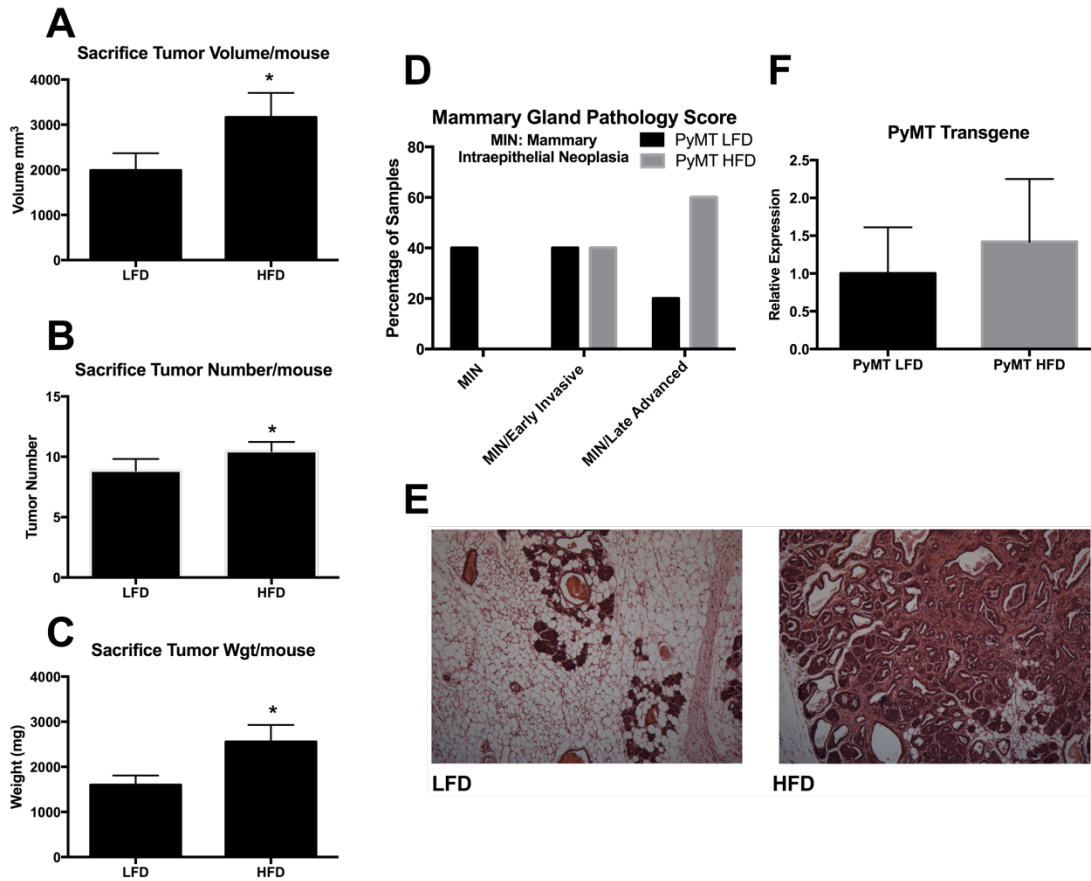 A
Sacrifice Tumor Volume/mouse
4000
3000
2000
1000
0
Volume mm³
*
LFD
HFD
B
Sacrifice Tumor Number/mouse
15
10
5
0
Tumor Number
*
LFD
HFD
C
Sacrifice Tumor Wgt/mouse
4000
3000
2000
1000
0
Weight (mg)
*
LFD
HFD
D
Mammary Gland Pathology Score
MIN: Mammary
Intraepithelial Neoplasia
PyMT LFD
PyMT HFD
80
60
40
20
0
Percentage of Samples
MIN
MIN/Early Invasive
MIN/Late Advanced
E
LFD
HFD
F
PyMT Transgene
2.5
2.0
1.5
1.0
0.5
0.0
Relative Expression
PyMT LFD
PyMT HFD